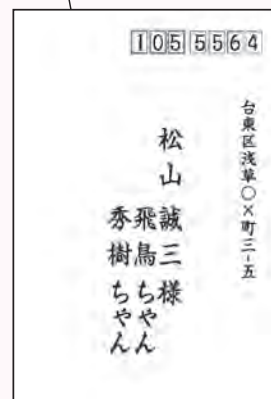 105 5564
台東区浅草○×町三-五
松山 誠三 様
飛鳥 ちゃん
秀樹 ちゃん